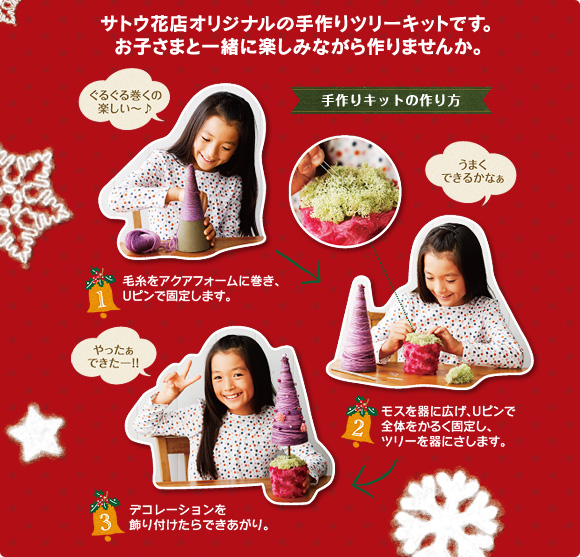 サトウ花店オリジナルの手作りツリーキットです。
お子さまと一緒に楽しみながら作りませんか。
手作りキットの作り方
ぐるぐる巻くの
楽しい〜♪
1
毛糸をアクアフォームに巻き、
Uピンで固定します。
うまく
できるかなぁ
2
モスを器に広げ、Uピンで
全体をかるく固定し、
ツリーを器にさします。
やったぁ
できたー!!
3
デコレーションを
飾り付けたらできあがり。